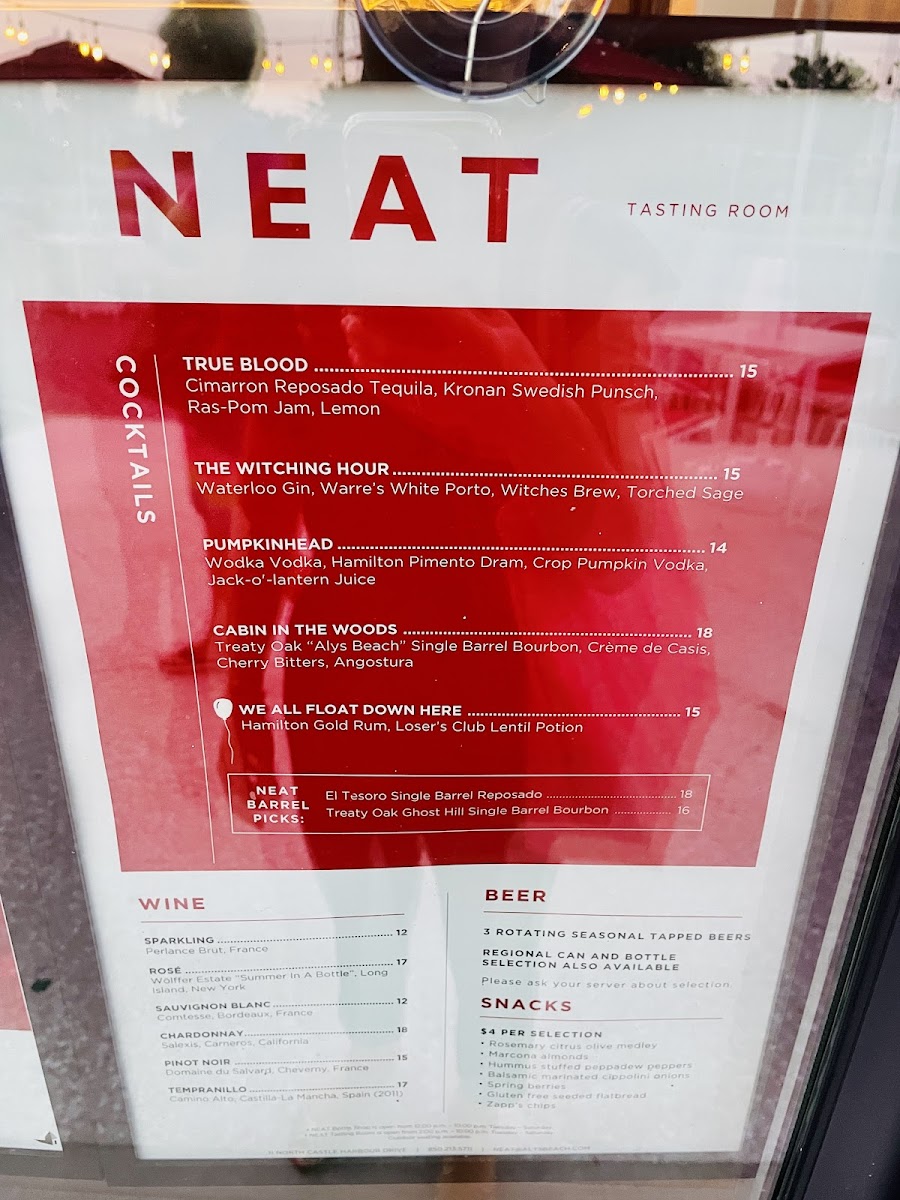 NEAT
TASTING ROOM
COCKTAILS
TRUE BLOOD 15
Cimarron Reposado Tequila, Kronan Swedish Punsch,
Ras-Pom Jam, Lemon
THE WITCHING HOUR 15
Waterloo Gin, Warre's White Porto, Witches Brew, Torched Sage
PUMPKINHEAD 14
Wodka Vodka, Hamilton Pimento Dram, Crop Pumpkin Vodka,
Jack-o'-lantern Juice
CABIN IN THE WOODS 18
Treaty Oak "Alys Beach" Single Barrel Bourbon, Crème de Casis,
Cherry Bitters, Angostura
WE ALL FLOAT DOWN HERE 15
Hamilton Gold Rum, Loser's Club Lentil Potion
NEAT
BARREL
PICKS:
El Tesoro Single Barrel Reposado 18
Treaty Oak Ghost Hill Single Barrel Bourbon 16
WINE
SPARKLING 12
Perlance Brut, France
ROSÉ 17
Wölffer Estate "Summer In A Bottle", Long
Island, New York
SAUVIGNON BLANC 12
Comtesse, Bordeaux, France
CHARDONNAY 18
Salexis, Carneros, California
PINOT NOIR 15
Domaine du Salvard, Cheverny, France
TEMPRANILLO 17
Camino Alto, Castilla-La Mancha, Spain (2011)
BEER
3 ROTATING SEASONAL TAPPED BEERS
REGIONAL CAN AND BOTTLE
SELECTION ALSO AVAILABLE
Please ask your server about selection.
SNACKS
$4 PER SELECTION
• Rosemary citrus olive medley
• Marcona almonds
• Hummus stuffed peppadew peppers
• Balsamic marinated cippolini onions
• Spring berries
• Gluten free seeded flatbread
• Zapp's chips
11 NORTH CASTLE HARBOUR DRIVE | | NEAT@ALYSBEACH.COM